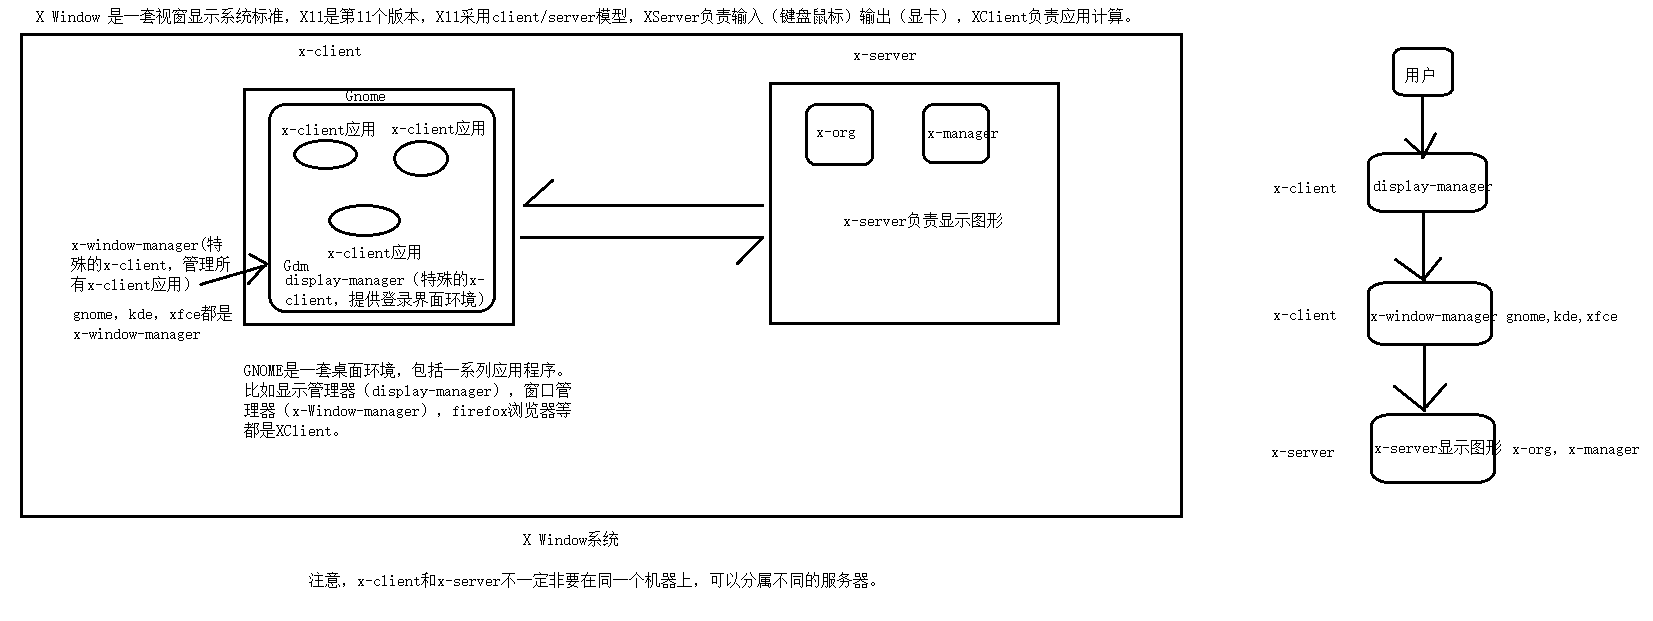 X Window 是一套视窗显示系统标准，X11是第11个版本，X11采用client/server模型，XServer负责输入（键盘鼠标）输出（显卡），XClient负责应用计算。
x-client
x-server
Gnome
x-client应用
x-client应用
x-client应用
Gdm
display-manager（特殊的x-
client，提供登录界面环境）
x-window-manager(特
殊的x-client，管理所
有x-client应用）
gnome，kde，xfce都是
x-window-manager
x-org
x-manager
x-server负责显示图形
GNOME是一套桌面环境，包括一系列应用程序。
比如显示管理器（display-manager），窗口管
理器（x-Window-manager），firefox浏览器等
都是XClient。
X Window系统
注意，x-client和x-server不一定非要在同一个机器上，可以分属不同的服务器。
用户
x-client
display-manager
x-client
x-window-manager
gnome,kde,xfce
x-server
x-server显示图形
x-org，x-manager